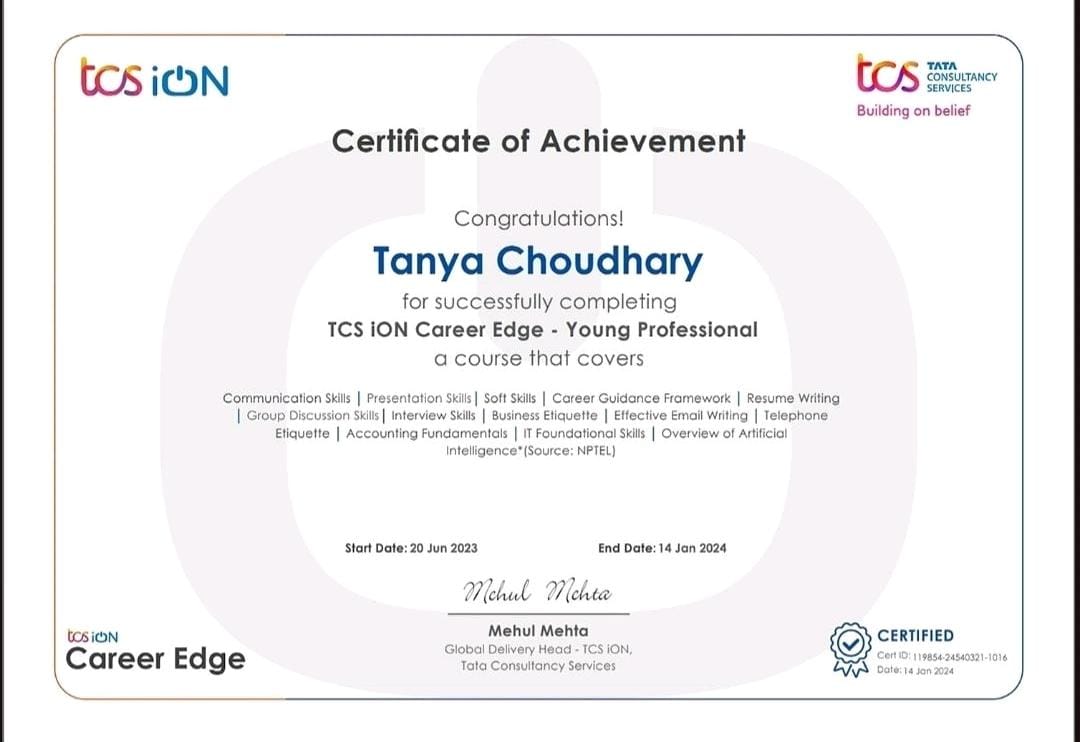 tcs iON
tcs TATA
CONSULTANCY
SERVICES
Building on belief
Certificate of Achievement
Congratulations!
Tanya Choudhary
for successfully completing
TCS iON Career Edge - Young Professional
a course that covers
Communication Skills | Presentation Skills| Soft Skills | Career Guidance Framework | Resume Writing
| Group Discussion Skills| Interview Skills | Business Etiquette | Effective Email Writing | Telephone
Etiquette | Accounting Fundamentals | IT Foundational Skills | Overview of Artificial
Intelligence*(Source: NPTEL)
Start Date: 20 Jun 2023
End Date: 14 Jan 2024
Mehul Mehta
Mehul Mehta
Global Delivery Head - TCS iON,
Tata Consultancy Services
tcs iON
Career Edge
CERTIFIED
Cert ID: 119854-24540321-1016
Date: 14 Jan 2024